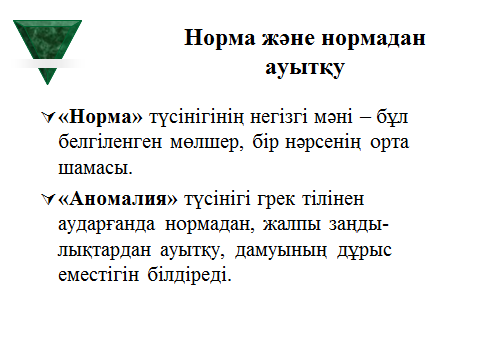 Норма және нормадан
ауытқу
«Норма» түсінігінің негізгі мәні – бұл
белгіленген мөлшер, бір нәрсенің орта
шамасы.
«Аномалия» түсінігі грек тілінен
аударғанда нормадан, жалпы заңды-
лықтардан ауытқу, дамуының дұрыс
еместігін білдіреді.